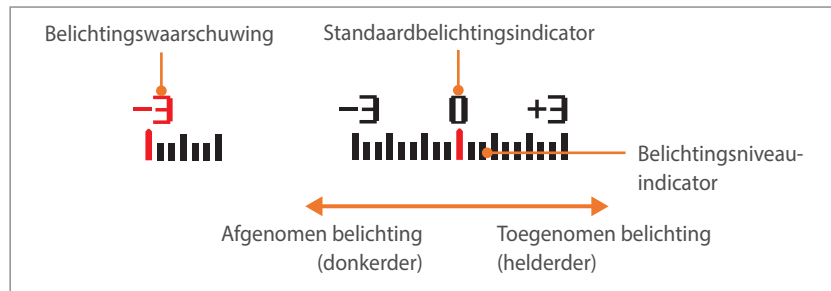 Belichtingswaarschuwing
Standaardbelichtingsindicator
-3
-3 0 +3
Belichtingsniveau-
indicator
Afgenomen belichting
(donkerder)
Toegenomen belichting
(helderder)